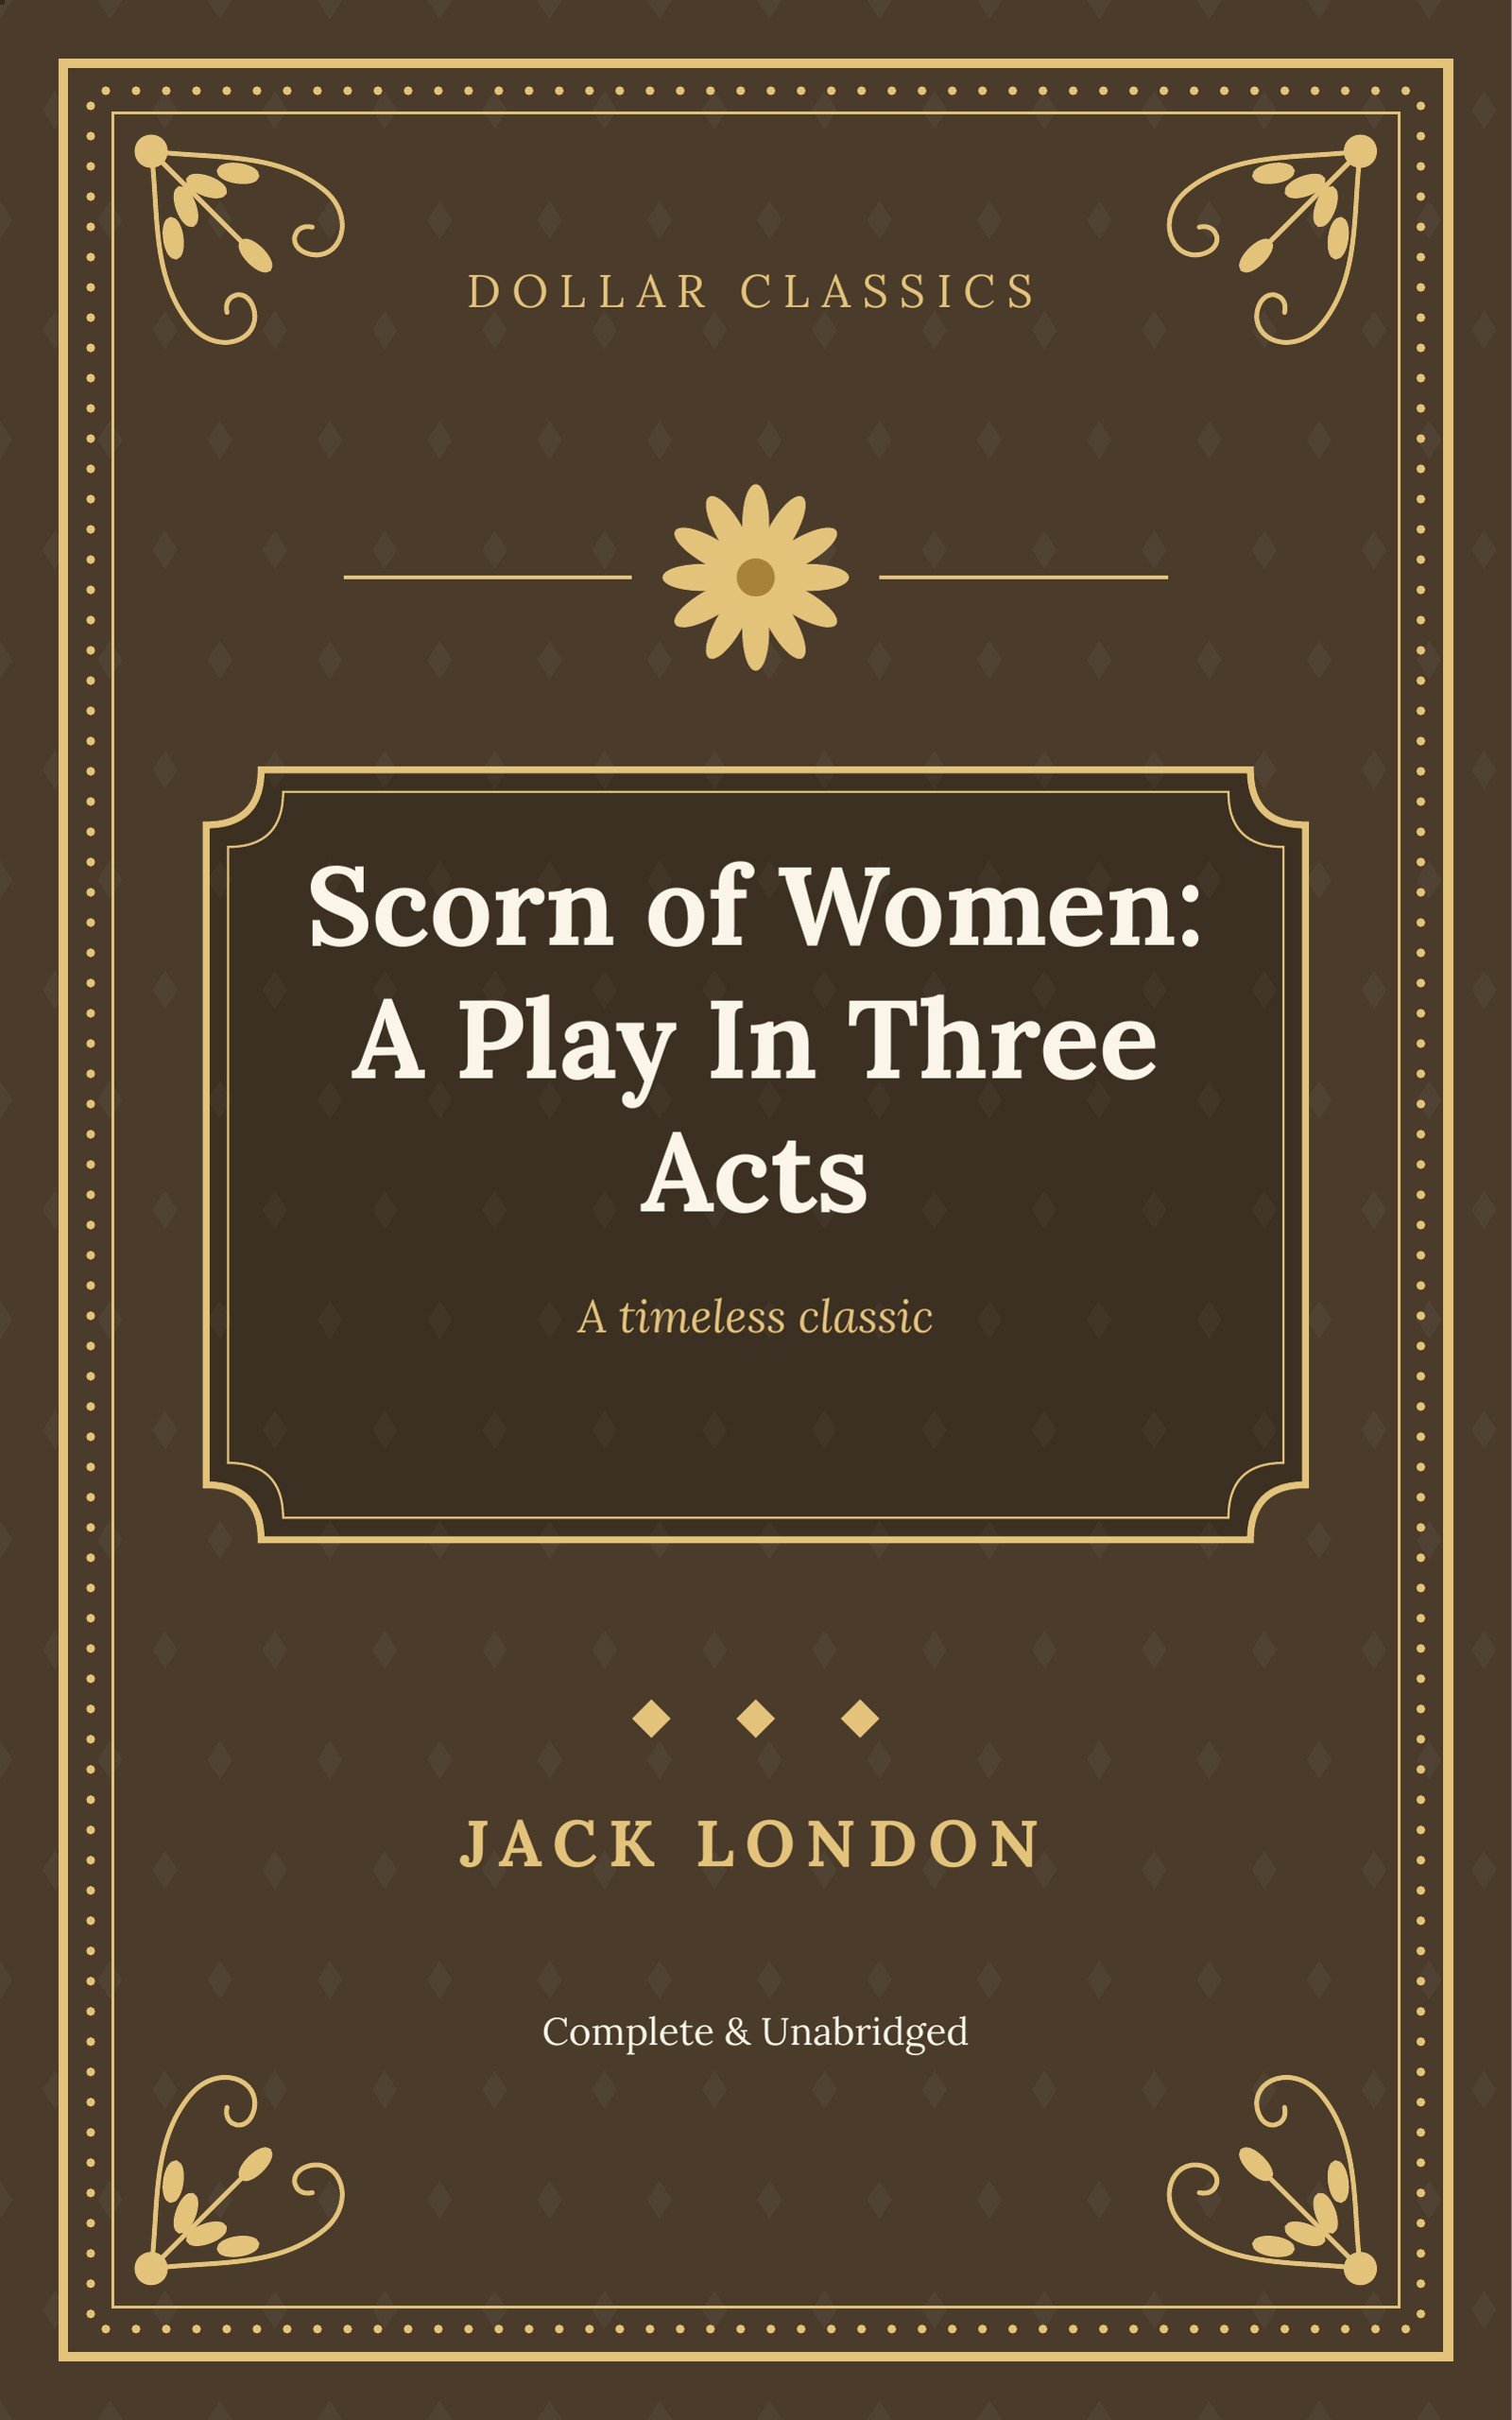 DOLLAR CLASSICS
Scorn of Women:
A Play In Three
Acts
A timeless classic
JACK LONDON
Complete & Unabridged